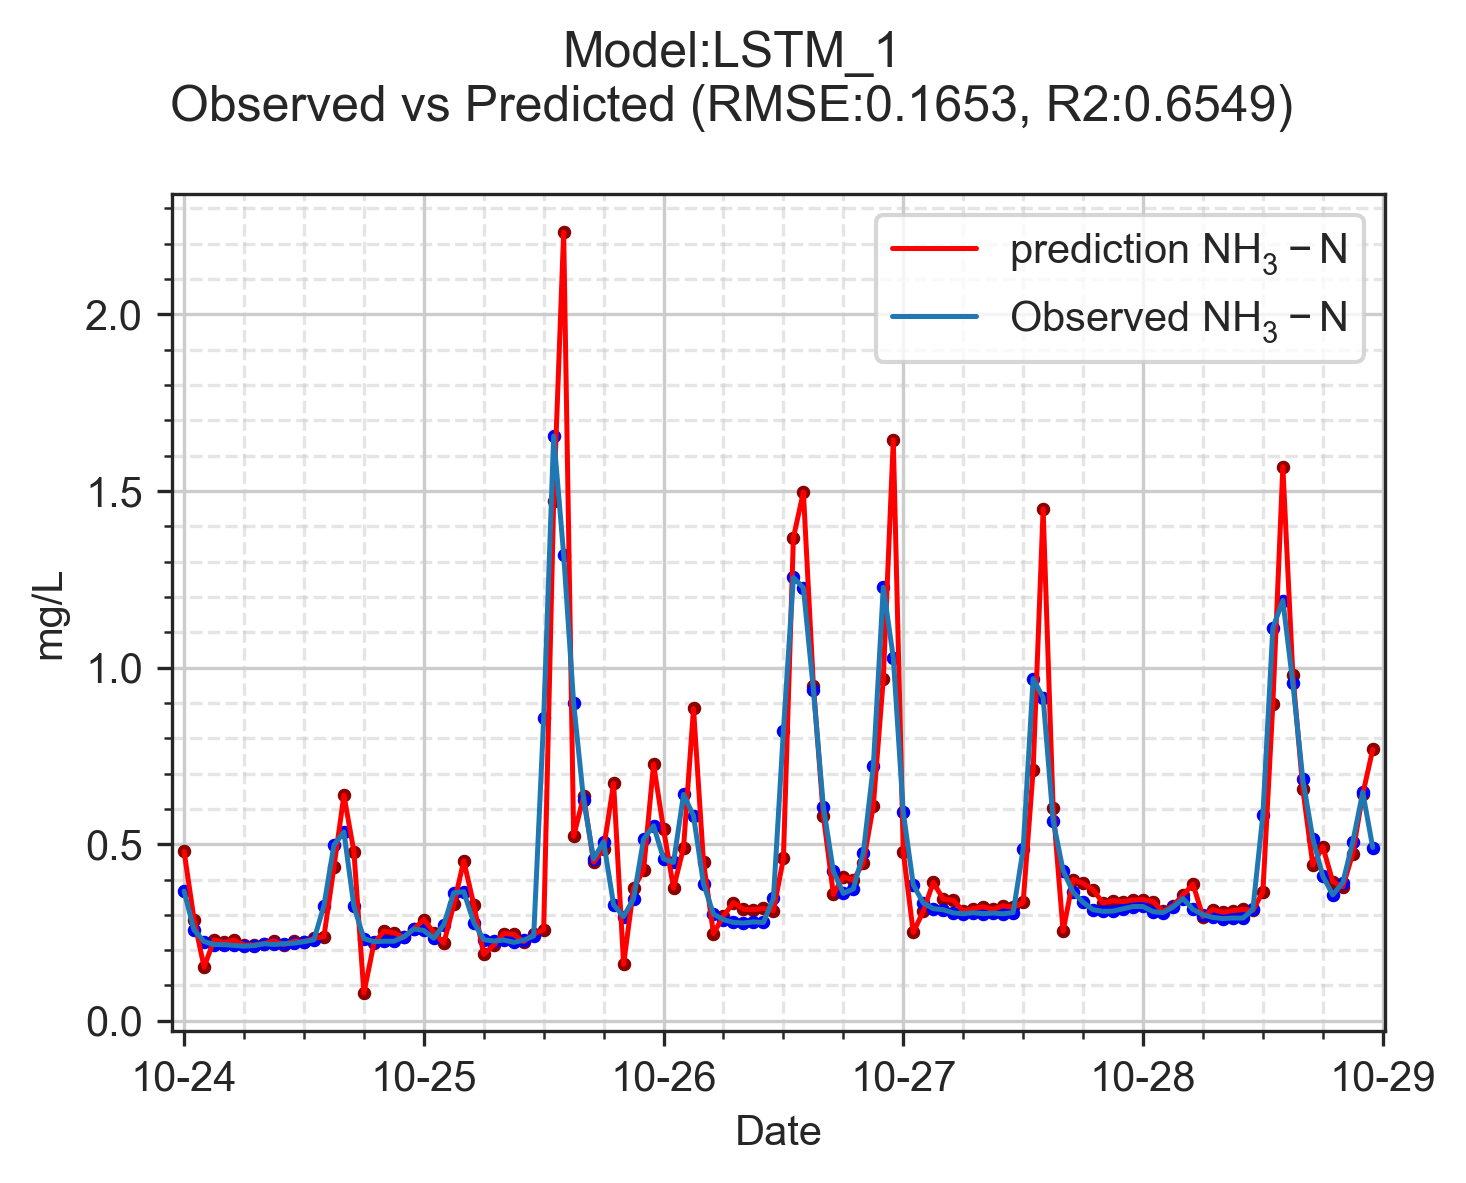 Model:LSTM_1
Observed vs Predicted (RMSE:0.1653, R2:0.6549)
prediction NH₃ − N
Observed NH₃ − N
2.0
1.5
1.0
0.5
0.0
mg/L
10-24 10-25 10-26 10-27 10-28 10-29
Date